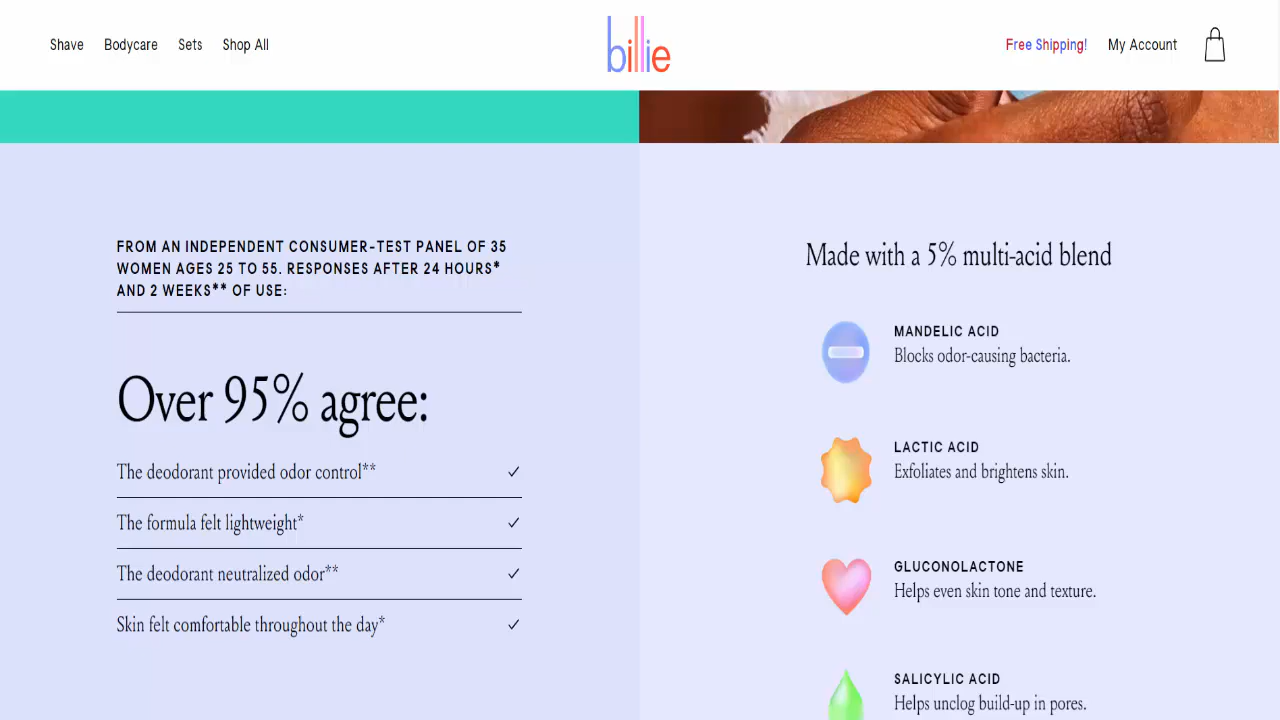 Shave Bodycare Sets Shop All
billie
Free Shipping! My Account
FROM AN INDEPENDENT CONSUMER-TEST PANEL OF 35
WOMEN AGES 25 TO 55. RESPONSES AFTER 24 HOURS*
AND 2 WEEKS** OF USE:
Over 95% agree:
The deodorant provided odor control**
The formula felt lightweight*
The deodorant neutralized odor**
Skin felt comfortable throughout the day*
Made with a 5% multi-acid blend
MANDELIC ACID
Blocks odor-causing bacteria.
LACTIC ACID
Exfoliates and brightens skin.
GLUCONOLACTONE
Helps even skin tone and texture.
SALICYLIC ACID
Helps unclog build-up in pores.